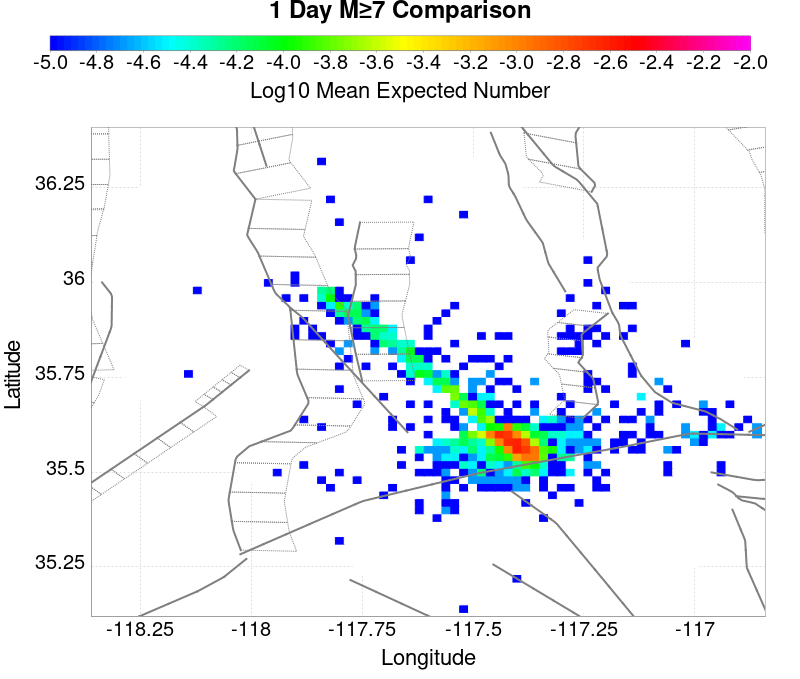 1 Day M≥7 Comparison
-5.0 -4.8 -4.6 -4.4 -4.2 -4.0 -3.8 -3.6 -3.4 -3.2 -3.0 -2.8 -2.6 -2.4 -2.2 -2.0
Log10 Mean Expected Number
36.25
36
35.75
35.5
35.25
Latitude
-118.25 -118 -117.75 -117.5 -117.25 -117
Longitude